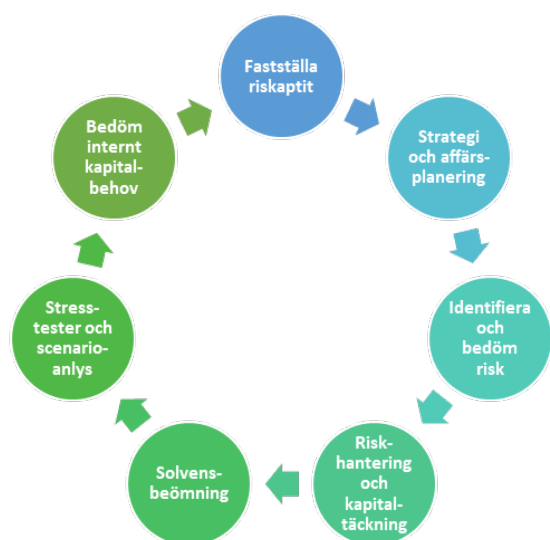 Fastställa
riskaptit
Strategi
och affärs-
planering
Identifiera
och
bedöm
risk
Risk-
hantering
och
kapital-
täckning
Solvens-
beömning
Stress-
tester och
scenario-
anlys
Bedöm
internt
kapital-
behov